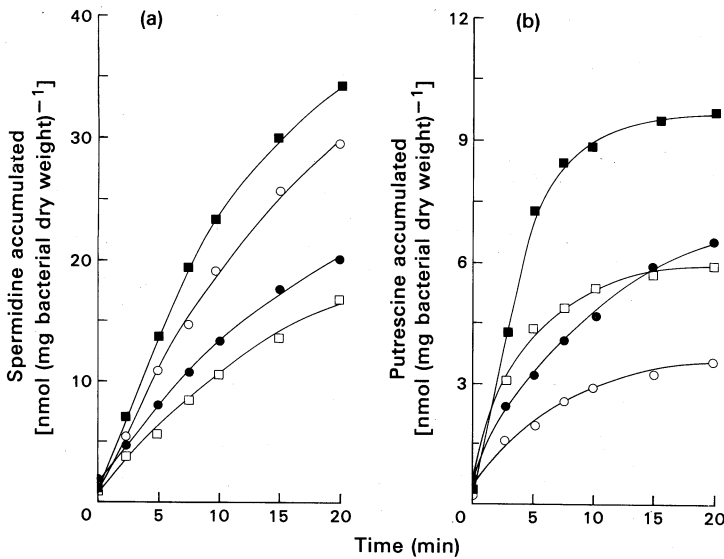 (a)
Spermidine accumulated
[nmol (mg bacterial dry weight)−1]
40
30
20
10
0
5
10
15
20
(b)
Putrescine accumulated
[nmol (mg bacterial dry weight)−1]
12
9
6
3
0
5
10
15
20
Time (min)